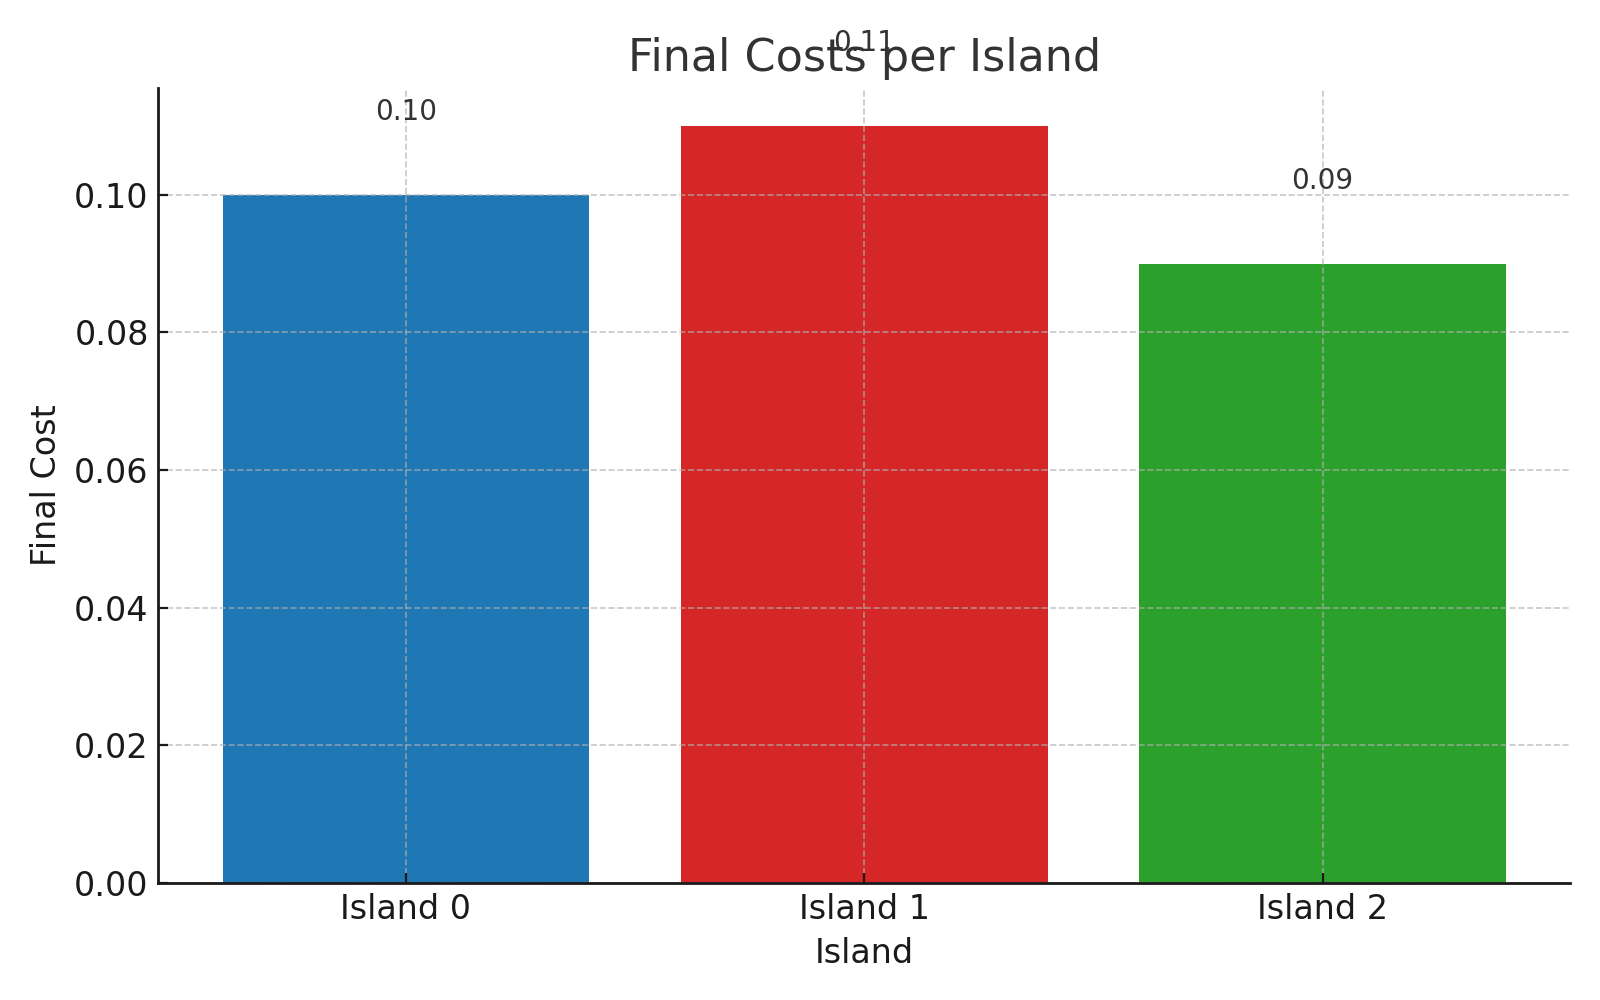 Final Costs per Island
0.11
0.10
0.09
0.10
0.08
0.06
0.04
0.02
0.00
Final Cost
Island 0
Island 1
Island 2
Island